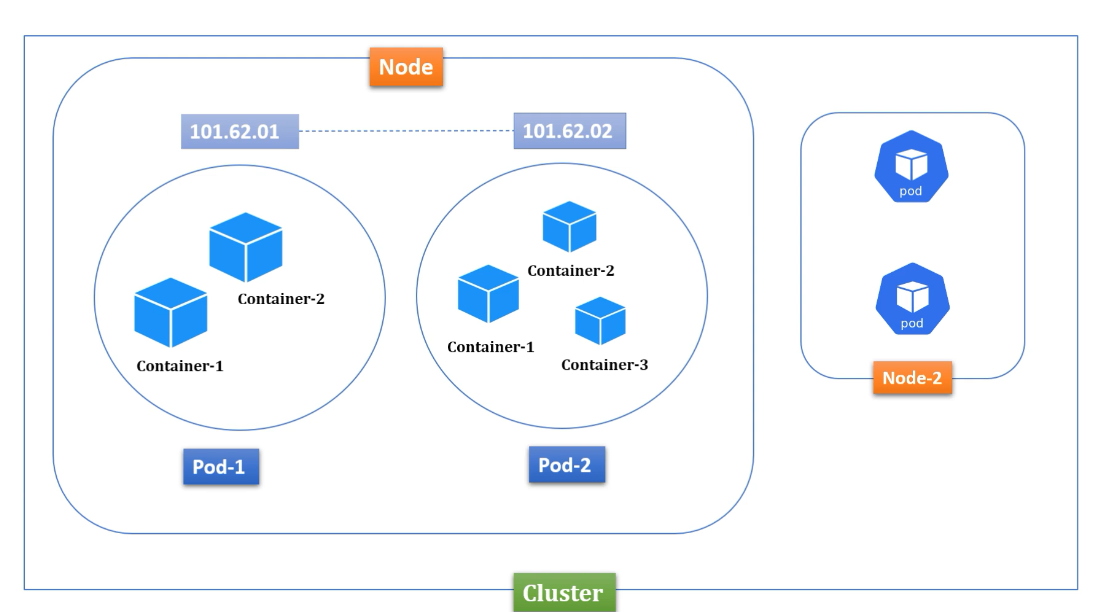 Node
101.62.01
101.62.02
Container-2
Container-1
Pod-1
Container-2
Container-1
Container-3
Pod-2
pod
pod
Node-2
Cluster